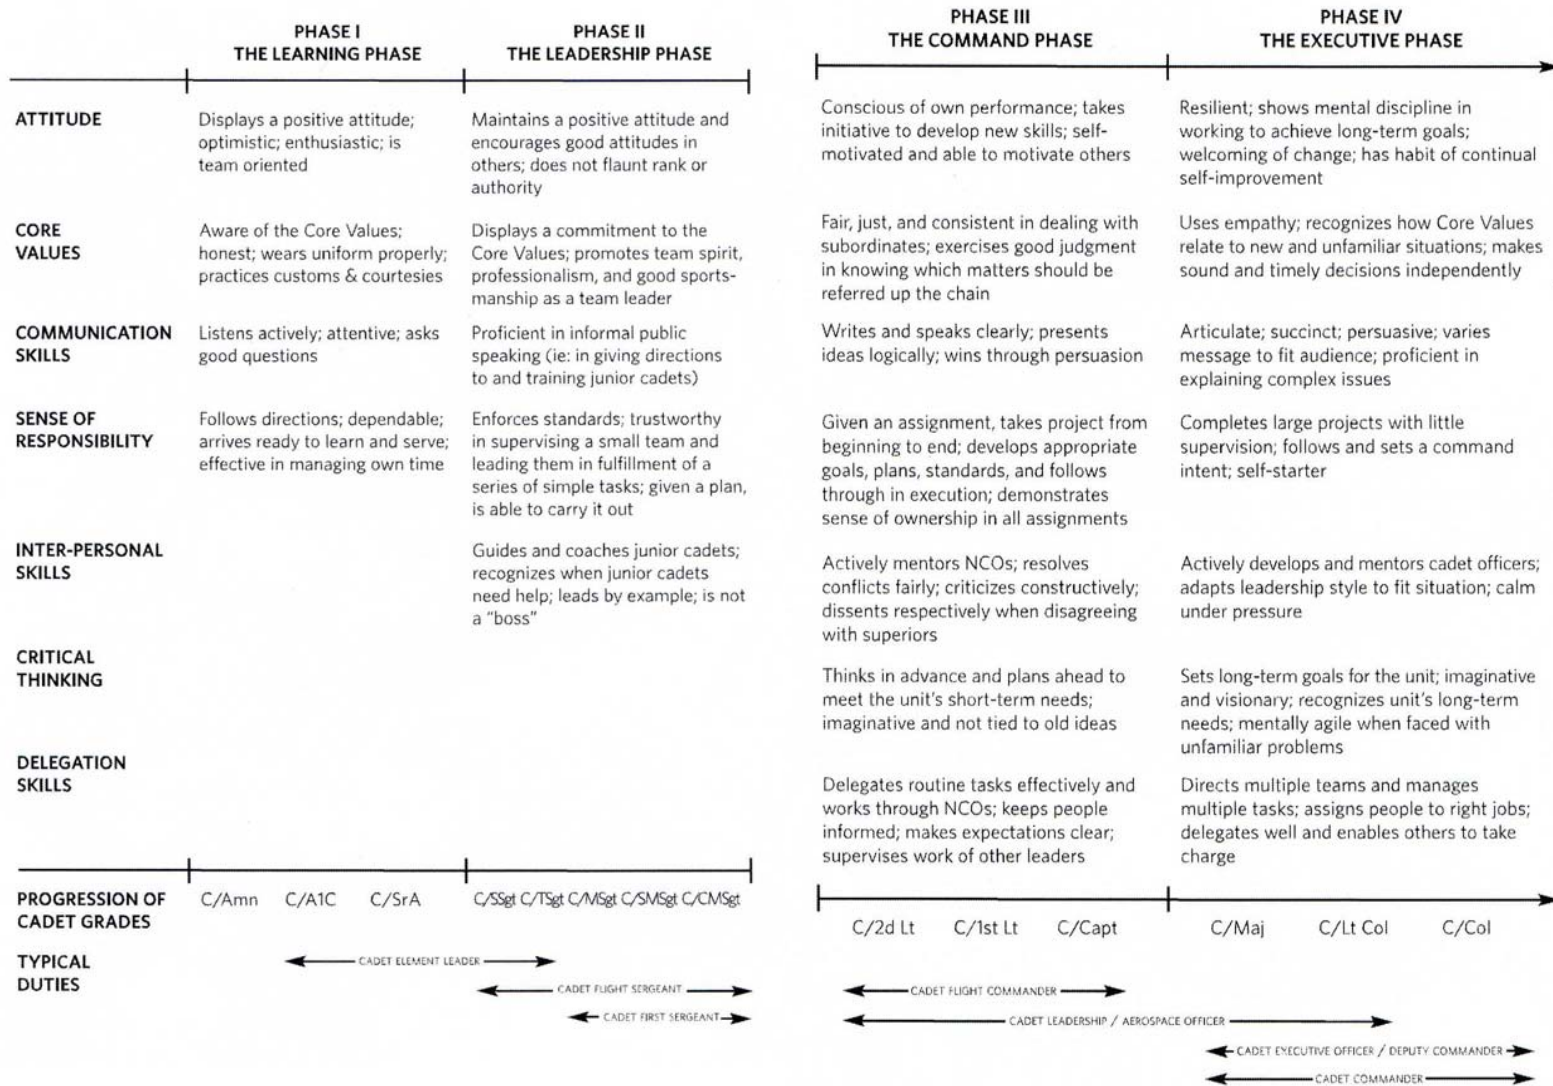 PHASE I
THE LEARNING PHASE
PHASE II
THE LEADERSHIP PHASE
PHASE III
THE COMMAND PHASE
PHASE IV
THE EXECUTIVE PHASE
ATTITUDE
Displays a positive attitude;
optimistic; enthusiastic; is
team oriented
Maintains a positive attitude and
encourages good attitudes in
others; does not flaunt rank or
authority
Conscious of own performance; takes
initiative to develop new skills; self-
motivated and able to motivate others
Resilient; shows mental discipline in
working to achieve long-term goals;
welcoming of change; has habit of continual
self-improvement
CORE
VALUES
Aware of the Core Values;
honest; wears uniform properly;
practices customs & courtesies
Displays a commitment to the
Core Values; promotes team spirit,
professionalism, and good sports-
manship as a team leader
Fair, just, and consistent in dealing with
subordinates; exercises good judgment
in knowing which matters should be
referred up the chain
Uses empathy; recognizes how Core Values
relate to new and unfamiliar situations; makes
sound and timely decisions independently
COMMUNICATION
SKILLS
Listens actively; attentive; asks
good questions
Proficient in informal public
speaking (ie: in giving directions
to and training junior cadets)
Writes and speaks clearly; presents
ideas logically; wins through persuasion
Articulate; succinct; persuasive; varies
message to fit audience; proficient in
explaining complex issues
SENSE OF
RESPONSIBILITY
Follows directions; dependable;
arrives ready to learn and serve;
effective in managing own time
Enforces standards; trustworthy
in supervising a small team and
leading them in fulfillment of a
series of simple tasks; given a plan,
is able to carry it out
Given an assignment, takes project from
beginning to end; develops appropriate
goals, plans, standards, and follows
through in execution; demonstrates
sense of ownership in all assignments
Completes large projects with little
supervision; follows and sets a command
intent; self-starter
INTER-PERSONAL
SKILLS
Guides and coaches junior cadets;
recognizes when junior cadets
need help; leads by example; is not
a "boss"
Actively mentors NCOs; resolves
conflicts fairly; criticizes constructively;
dissents respectively when disagreeing
with superiors
Actively develops and mentors cadet officers;
adapts leadership style to fit situation; calm
under pressure
CRITICAL
THINKING
Thinks in advance and plans ahead to
meet the unit's short-term needs;
imaginative and not tied to old ideas
Sets long-term goals for the unit; imaginative
and visionary; recognizes unit's long-term
needs; mentally agile when faced with
unfamiliar problems
DELEGATION
SKILLS
Delegates routine tasks effectively and
works through NCOs; keeps people
informed; makes expectations clear;
supervises work of other leaders
Directs multiple teams and manages
multiple tasks; assigns people to right jobs;
delegates well and enables others to take
charge
PROGRESSION OF
CADET GRADES
C/Amn C/A1C C/SrA
C/SSgt C/TSgt C/MSgt C/SMSgt C/CMSgt
C/2d Lt C/1st Lt C/Capt
C/Maj C/Lt Col C/Col
TYPICAL
DUTIES
CADET ELEMENT LEADER
CADET FLIGHT SERGEANT
CADET FIRST SERGEANT
CADET FLIGHT COMMANDER
CADET LEADERSHIP / AEROSPACE OFFICER
CADET EXECUTIVE OFFICER / DEPUTY COMMANDER
CADET COMMANDER